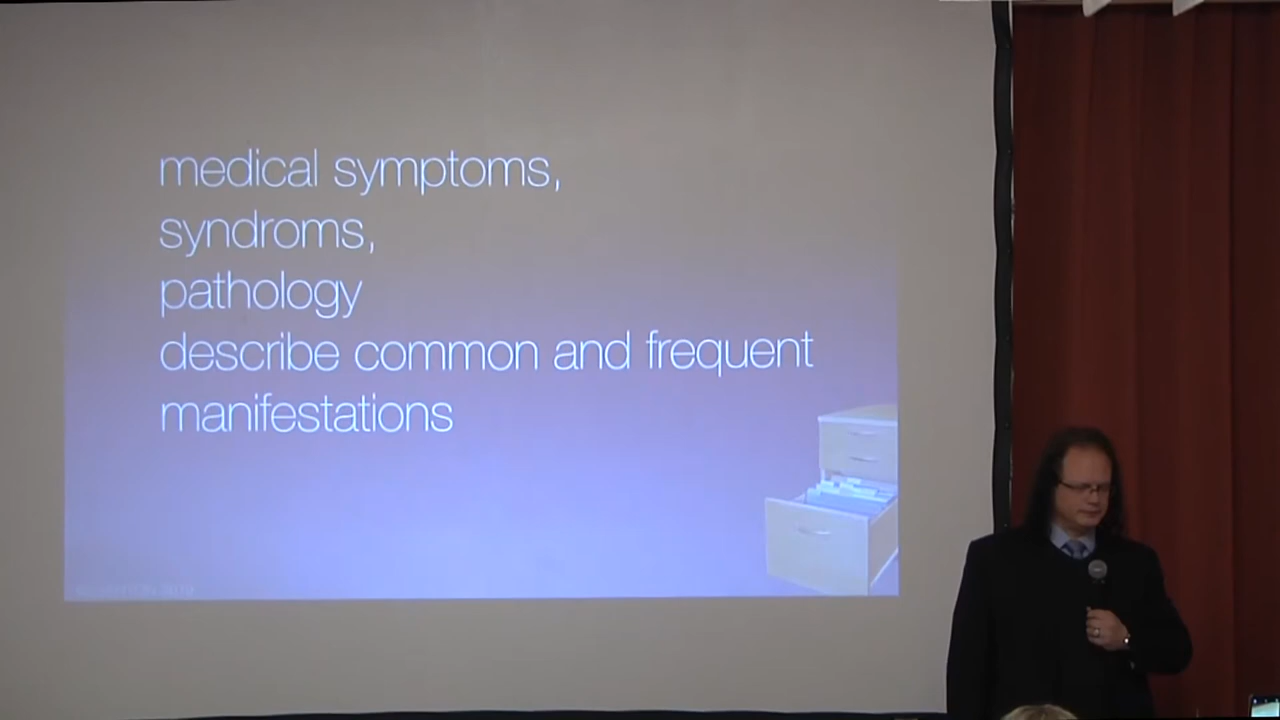 medical symptoms,
syndroms,
pathology
describe common and frequent
manifestations